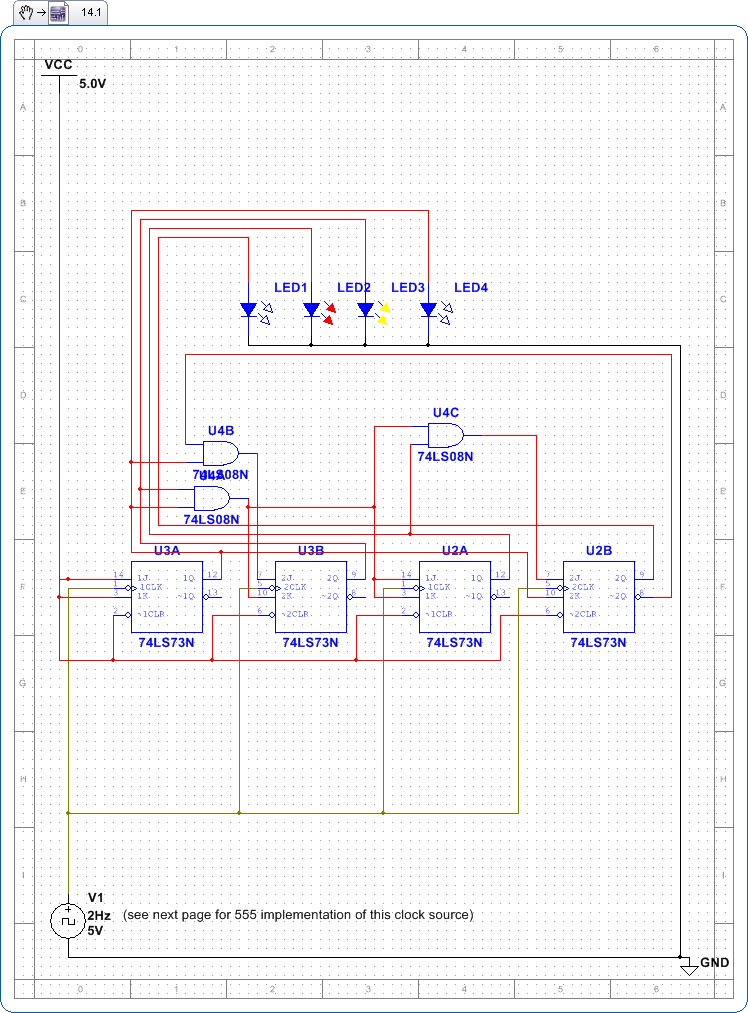 14.1
0 1 2 3 4 5 6
VCC
5.0V
A A
B B
LED1 LED2 LED3 LED4
C C
D D
U4C
U4B
74LS08N
74LS08N
U4A
E E
74LS08N
U3A U3B U2A U2B
14 1J 1Q 12 7 2J 2Q 9 14 1J 1Q 12 7 2J 2Q 9
F 1 1CLK 5 2CLK 1 1CLK 5 2CLK F
3 1K ~1Q 13 10 2K ~2Q 8 3 1K ~1Q 13 10 2K ~2Q 8
2 ~1CLR 6 ~2CLR 2 ~1CLR 6 ~2CLR
74LS73N 74LS73N 74LS73N 74LS73N
G G
H H
I I
V1
2Hz (see next page for 555 implementation of this clock source)
5V
GND
0 1 2 3 4 5 6